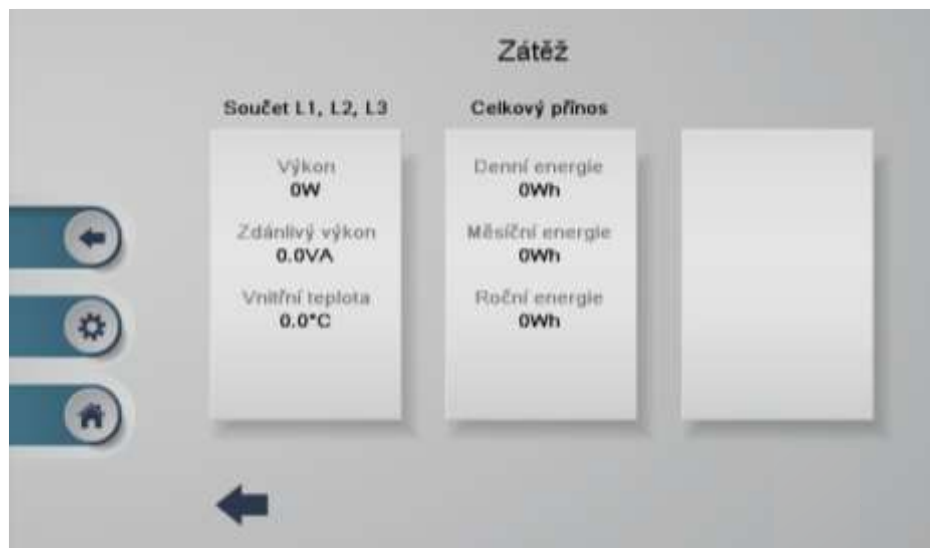 Zátěž
Součet L1, L2, L3
Výkon
0W
Zdánlivý výkon
0.0VA
Vnitřní teplota
0.0°C
Celkový přínos
Denní energie
0Wh
Měsíční energie
0Wh
Roční energie
0Wh